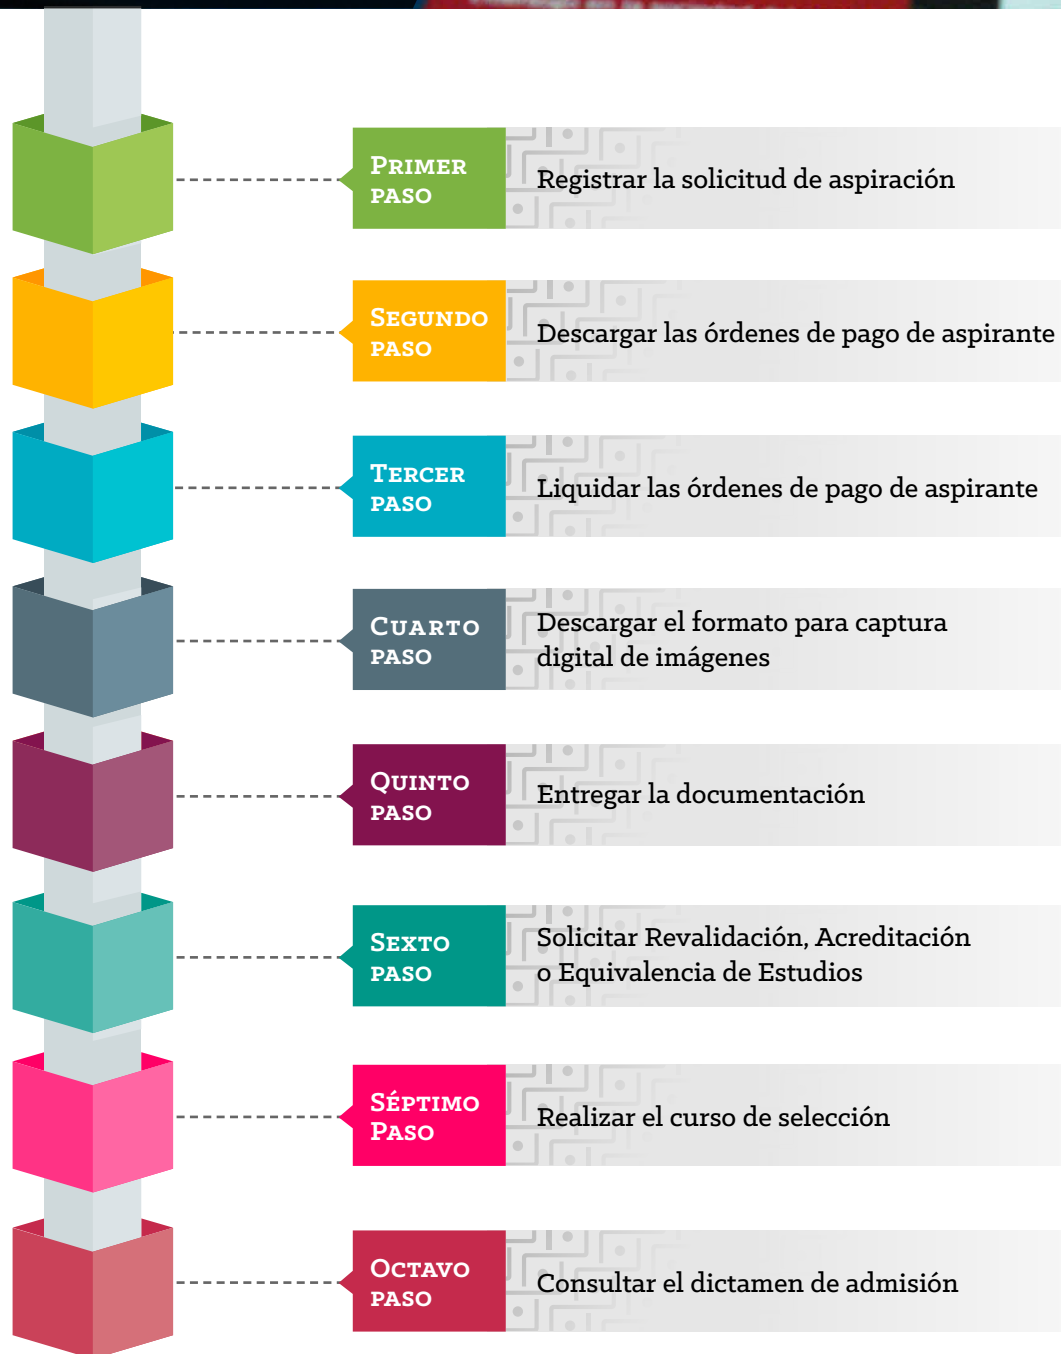 PRIMER
PASO
Registrar la solicitud de aspiración
SEGUNDO
PASO
Descargar las órdenes de pago de aspirante
TERCER
PASO
Liquidar las órdenes de pago de aspirante
CUARTO
PASO
Descargar el formato para captura
digital de imágenes
QUINTO
PASO
Entregar la documentación
SEXTO
PASO
Solicitar Revalidación, Acreditación
o Equivalencia de Estudios
SÉPTIMO
PASO
Realizar el curso de selección
OCTAVO
PASO
Consultar el dictamen de admisión